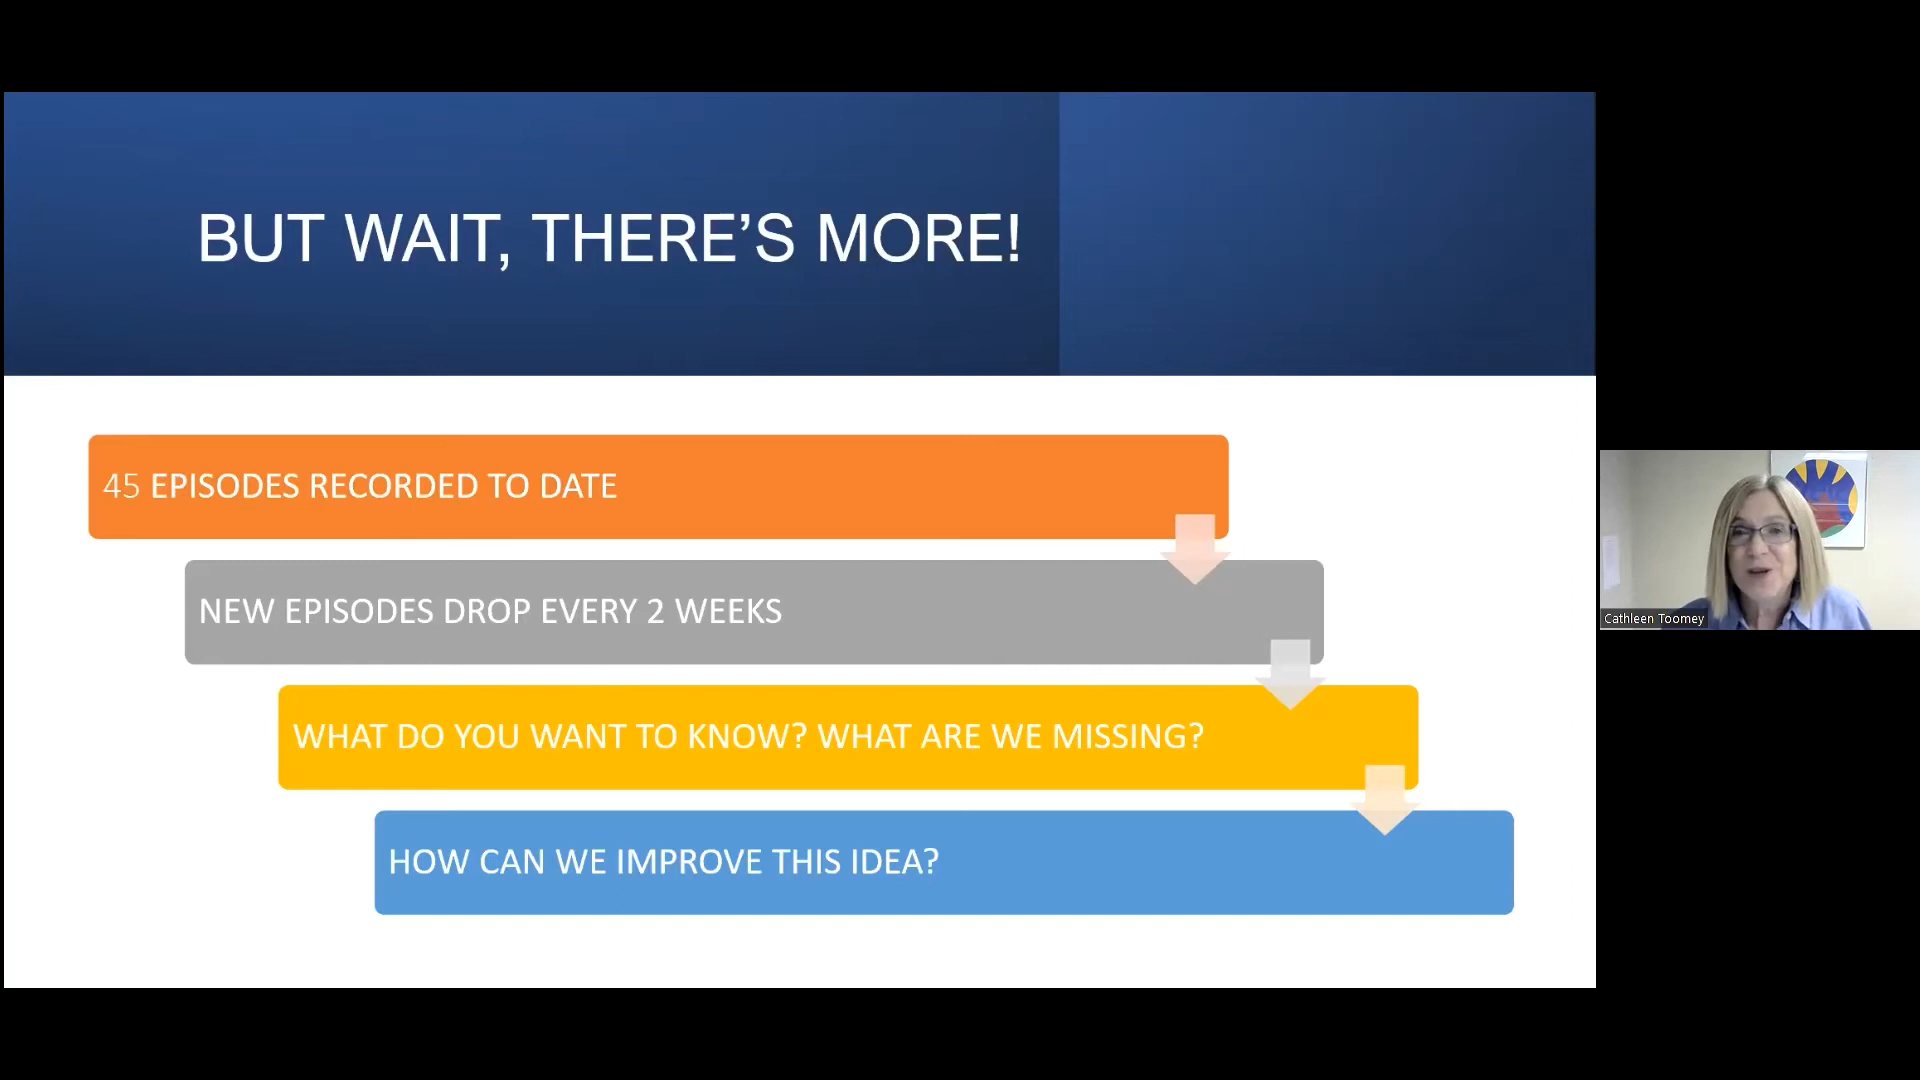 BUT WAIT, THERE’S MORE!
45 EPISODES RECORDED TO DATE
NEW EPISODES DROP EVERY 2 WEEKS
WHAT DO YOU WANT TO KNOW? WHAT ARE WE MISSING?
HOW CAN WE IMPROVE THIS IDEA?
Cathleen Toomey